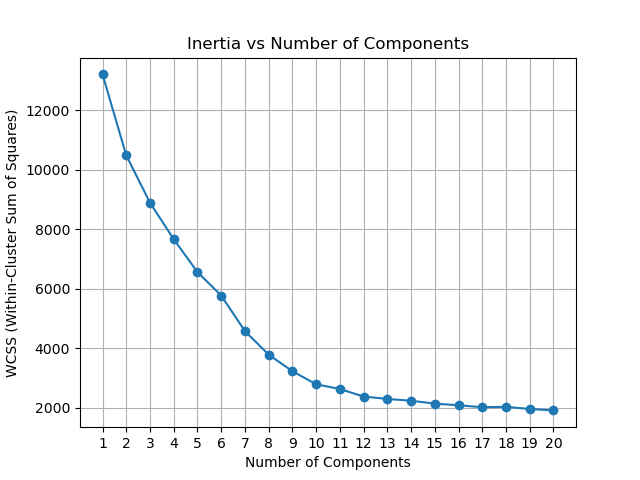 Inertia vs Number of Components
WCSS (Within-Cluster Sum of Squares)
12000
10000
8000
6000
4000
2000
1 2 3 4 5 6 7 8 9 10 11 12 13 14 15 16 17 18 19 20
Number of Components